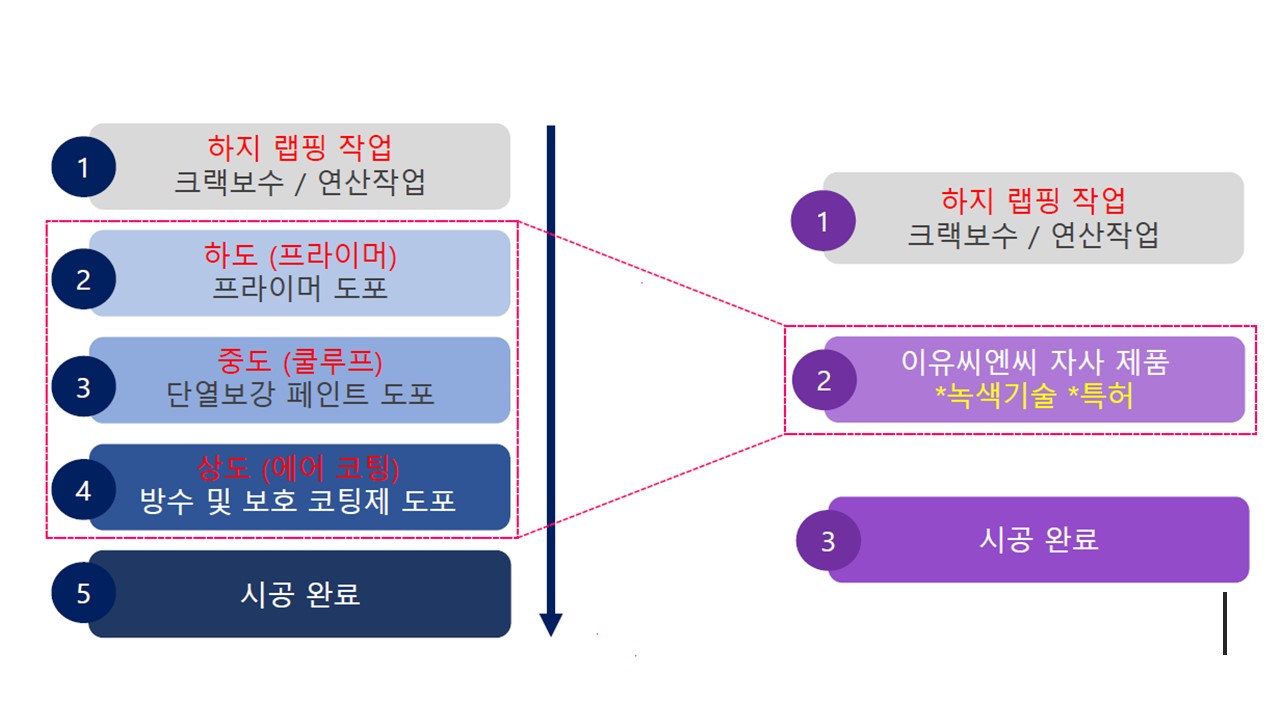 1
하지 랩핑 작업
크랙보수 / 연산작업
2
하도 (프라이머)
프라이머 도포
3
중도 (쿨루프)
단열보강 페인트 도포
4
상도 (에어 코팅)
방수 및 보호 코팅제 도포
5
시공 완료
1
하지 랩핑 작업
크랙보수 / 연산작업
2
이유씨엔씨 자사 제품
*녹색기술 *특허
3
시공 완료